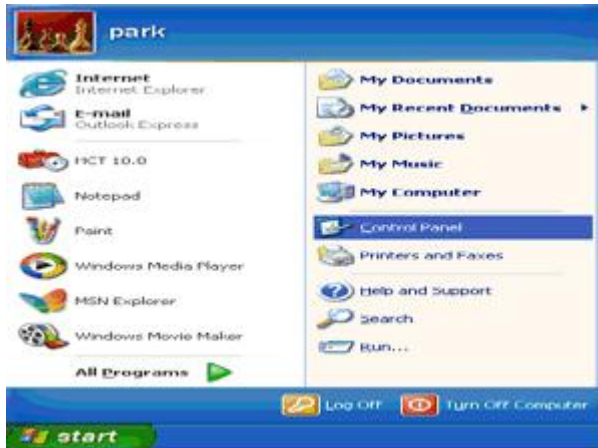 park
Internet
Internet Explorer
E-mail
Outlook Express
HCT 10.0
Notepad
Paint
Windows Media Player
MSN Explorer
Windows Movie Maker
All Programs
My Documents
My Recent Documents
My Pictures
My Music
My Computer
Control Panel
Printers and Faxes
Help and Support
Search
Run...
Log Off
Turn Off Computer
start